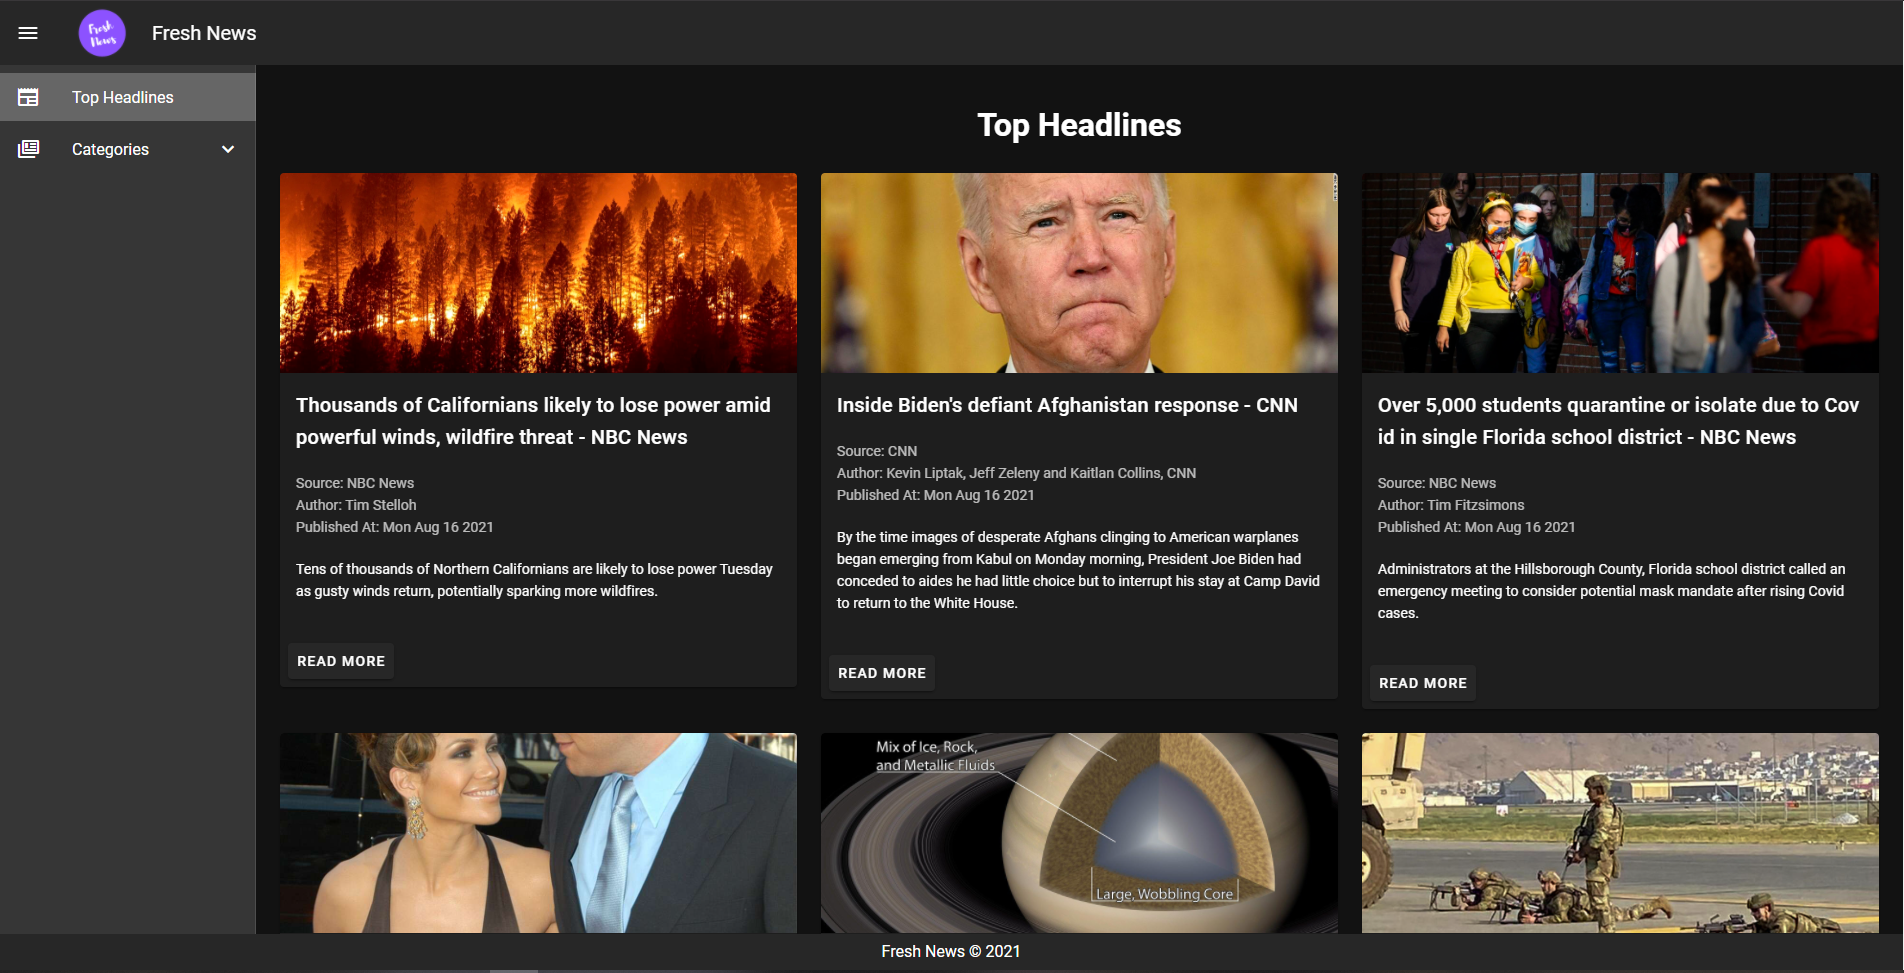 Fresh
News
Fresh News
Top Headlines
Categories
Top Headlines
Thousands of Californians likely to lose power amid
powerful winds, wildfire threat - NBC News
Source: NBC News
Author: Tim Stelloh
Published At: Mon Aug 16 2021
Tens of thousands of Northern Californians are likely to lose power Tuesday
as gusty winds return, potentially sparking more wildfires.
READ MORE
Inside Biden's defiant Afghanistan response - CNN
Source: CNN
Author: Kevin Liptak, Jeff Zeleny and Kaitlan Collins, CNN
Published At: Mon Aug 16 2021
By the time images of desperate Afghans clinging to American warplanes
began emerging from Kabul on Monday morning, President Joe Biden had
conceded to aides he had little choice but to interrupt his stay at Camp David
to return to the White House.
READ MORE
Over 5,000 students quarantine or isolate due to Cov
id in single Florida school district - NBC News
Source: NBC News
Author: Tim Fitzsimons
Published At: Mon Aug 16 2021
Administrators at the Hillsborough County, Florida school district called an
emergency meeting to consider potential mask mandate after rising Covid
cases.
READ MORE
Mix of Ice, Rock,
and Metallic Fluids
Large, Wobbling Core
Fresh News © 2021